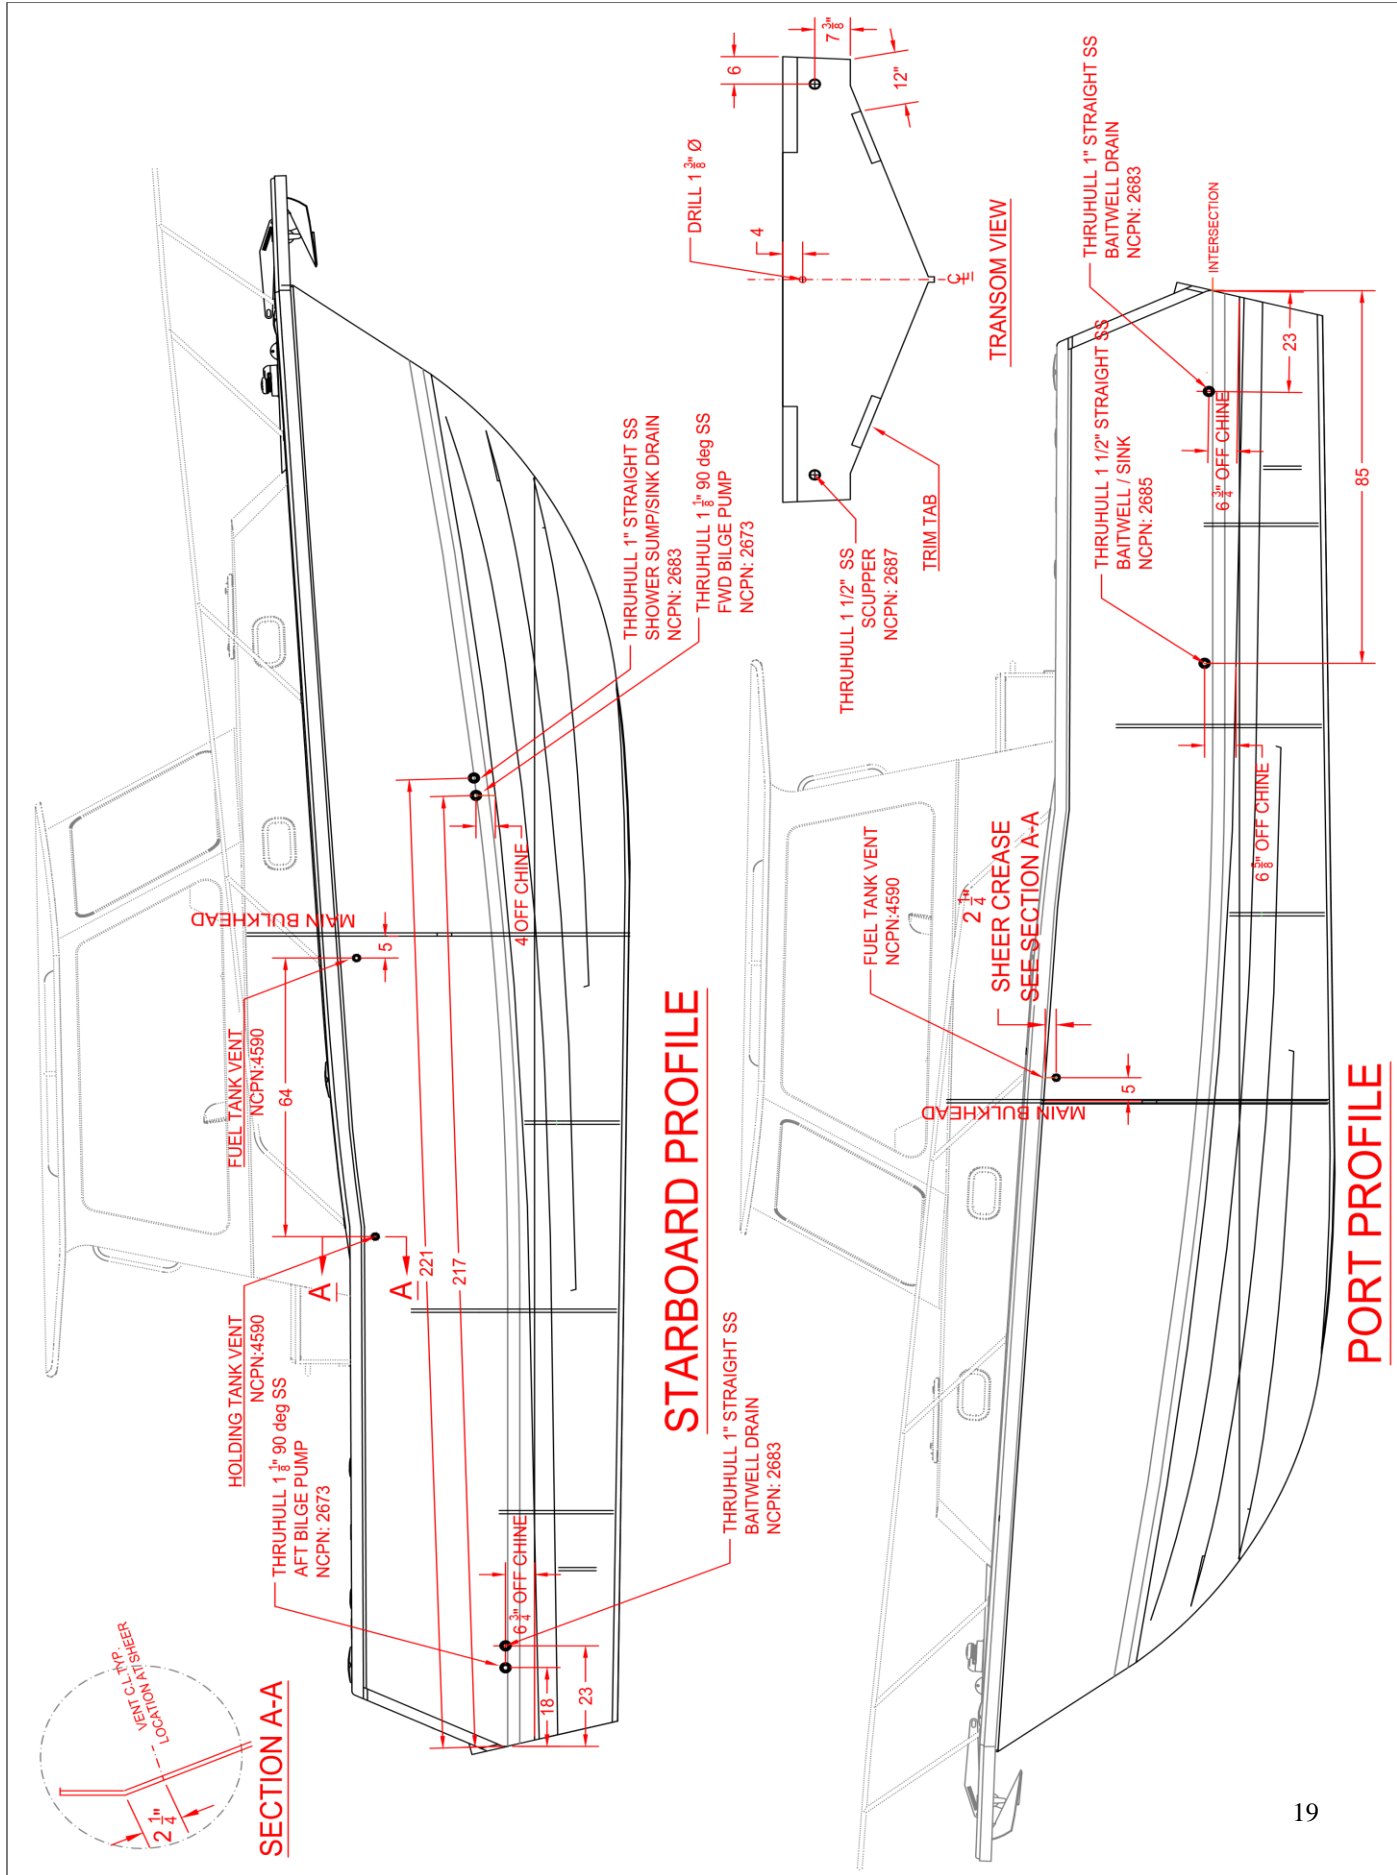 VENT C.L. TYP.
LOCATION AT SHEER
2 1/4"
SECTION A-A
HOLDING TANK VENT
NCPN:4590
THRUHULL 1 1/8" 90 deg SS
AFT BILGE PUMP
NCPN: 2673
FUEL TANK VENT
NCPN:4590
MAIN BULKHEAD
5
64
A
A
221
217
4 OFF CHINE
THRUHULL 1" STRAIGHT SS
SHOWER SUMP/SINK DRAIN
NCPN: 2683
THRUHULL 1 1/8" 90 deg SS
FWD BILGE PUMP
NCPN: 2673
6 3/4" OFF CHINE
18
23
THRUHULL 1" STRAIGHT SS
BAITWELL DRAIN
NCPN: 2683
STARBOARD PROFILE
6
7 3/8
12"
DRILL 1 3/8" Ø
4
CL
THRUHULL 1 1/2" SS
SCUPPER
NCPN: 2687
TRIM TAB
TRANSOM VIEW
THRUHULL 1" STRAIGHT SS
BAITWELL DRAIN
NCPN: 2683
INTERSECTION
THRUHULL 1 1/2" STRAIGHT SS
BAITWELL / SINK
NCPN: 2685
FUEL TANK VENT
NCPN:4590
2 1/4"
SHEER CREASE
SEE SECTION A-A
MAIN BULKHEAD
5
6 5/8" OFF CHINE
6 3/4" OFF CHINE
23
85
PORT PROFILE
19